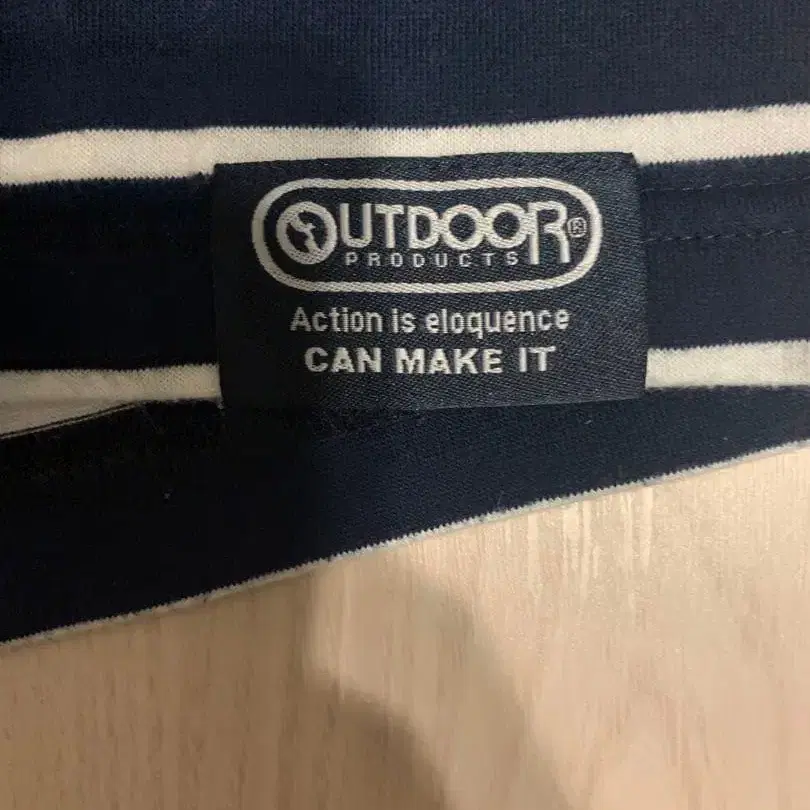 OUTDOOR®
PRODUCTS
Action is eloquence
CAN MAKE IT